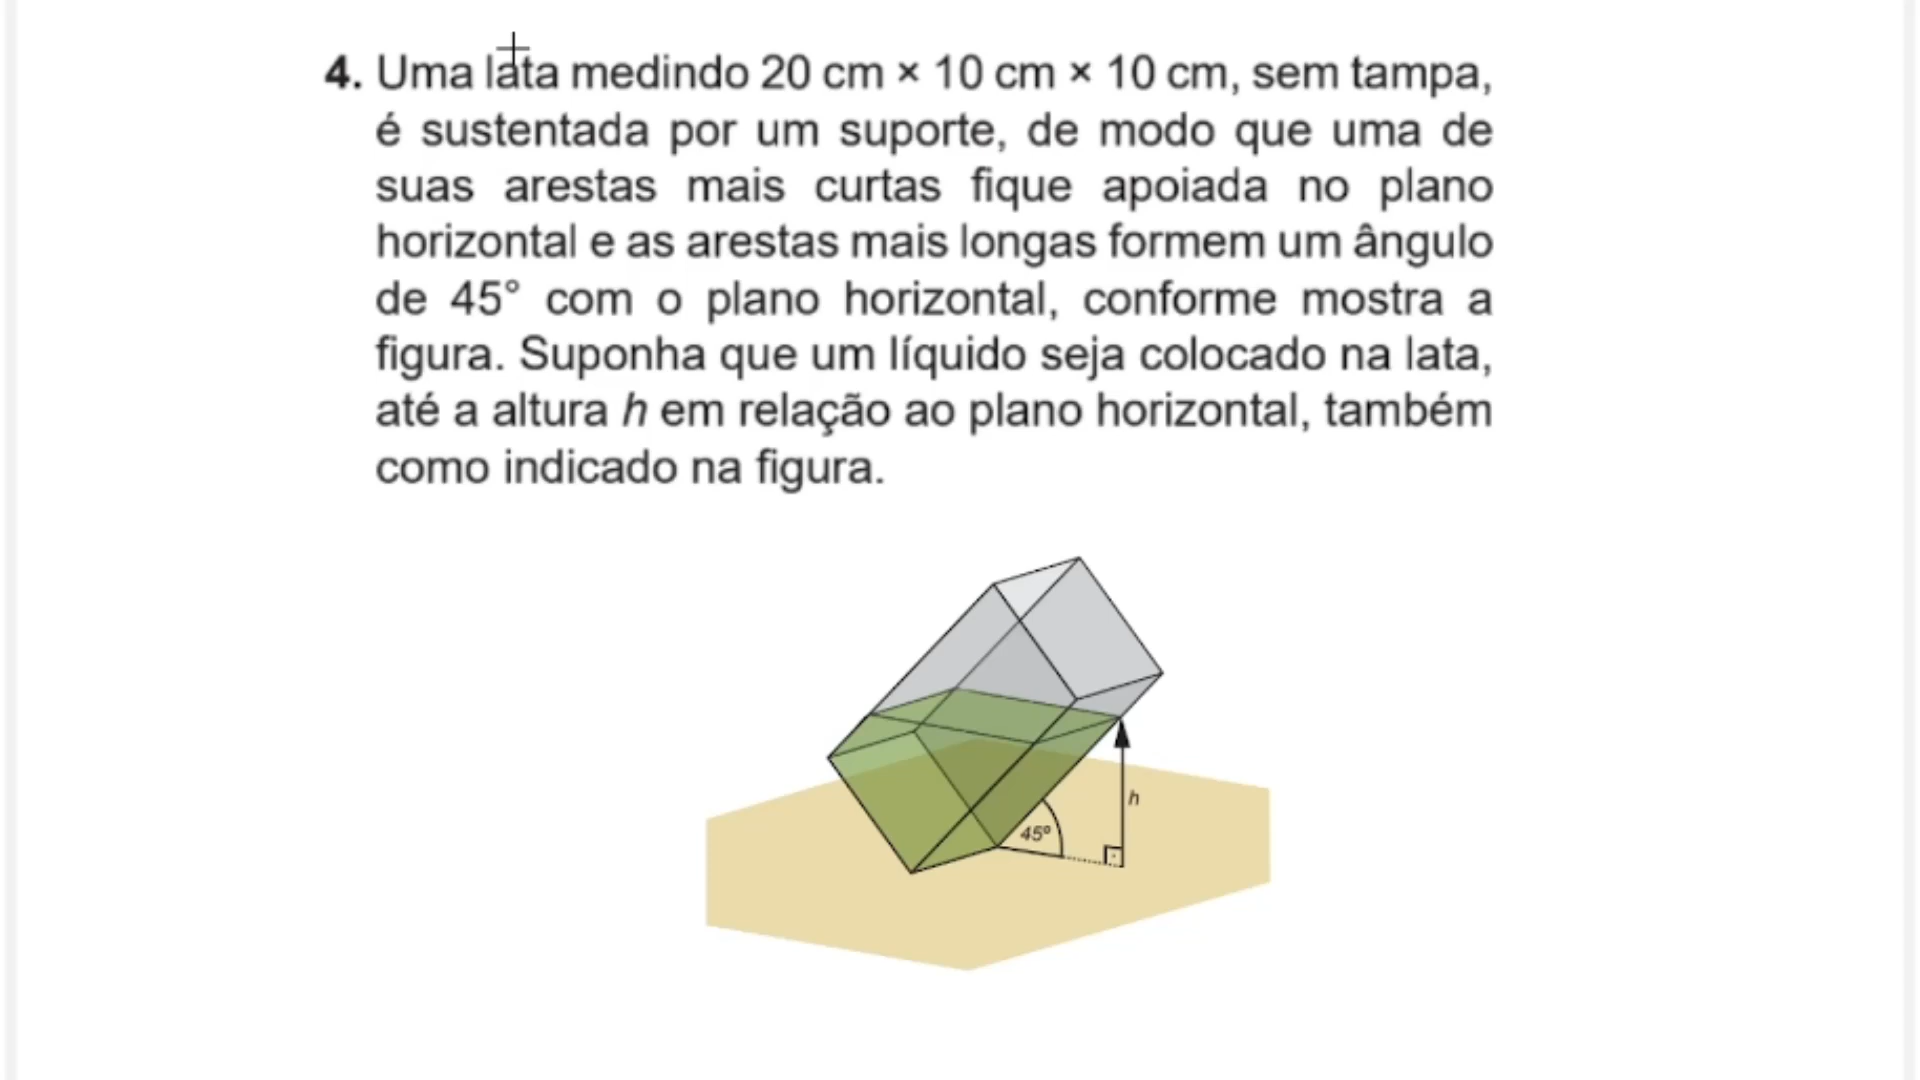 4. Uma lata medindo 20 cm × 10 cm × 10 cm, sem tampa,
é sustentada por um suporte, de modo que uma de
suas arestas mais curtas fique apoiada no plano
horizontal e as arestas mais longas formem um ângulo
de 45° com o plano horizontal, conforme mostra a
figura. Suponha que um líquido seja colocado na lata,
até a altura h em relação ao plano horizontal, também
como indicado na figura.
h
45º